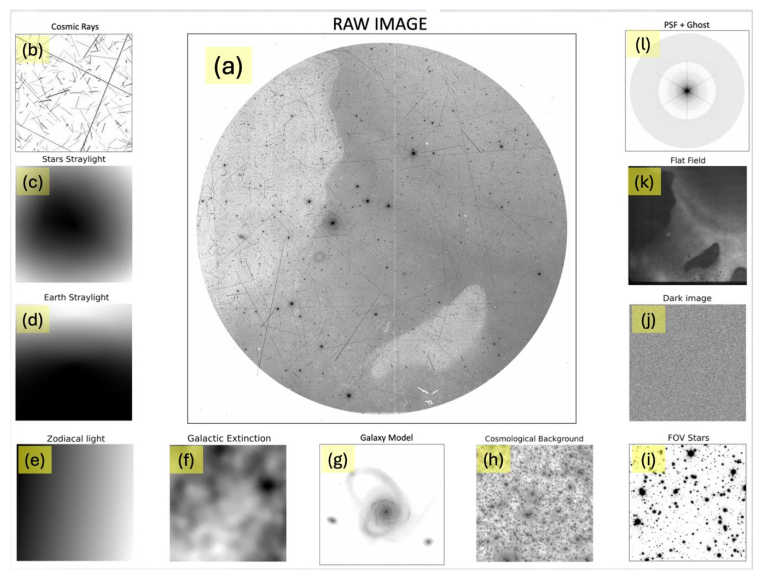 RAW IMAGE
(a)
Cosmic Rays
(b)
Stars Straylight
(c)
Earth Straylight
(d)
Zodiacal light
(e)
Galactic Extinction
(f)
Galaxy Model
(g)
Cosmological Background
(h)
FOV Stars
(i)
Dark image
(j)
Flat Field
(k)
PSF + Ghost
(l)